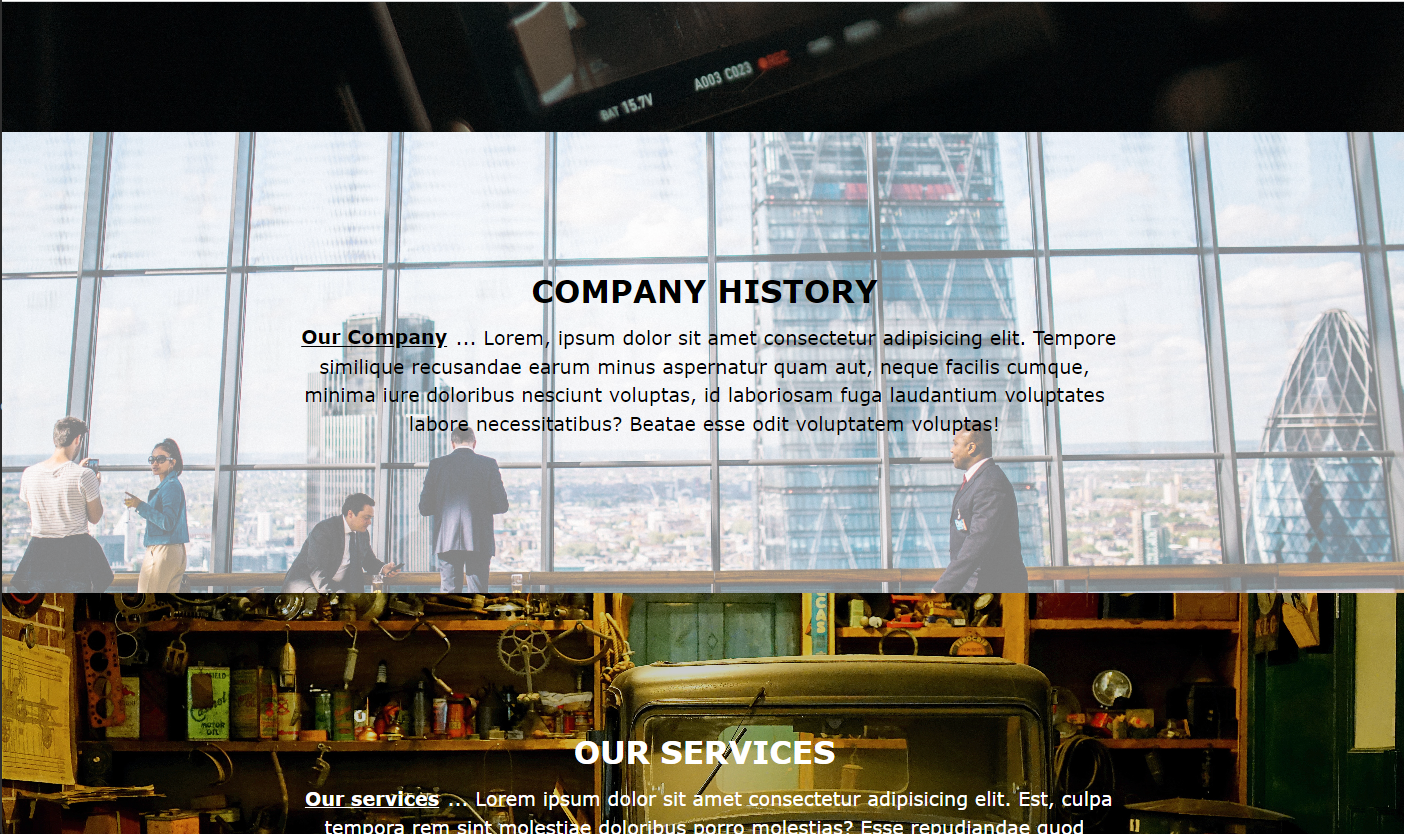 BAT 15.7V
A003 C023
REC
COMPANY HISTORY
Our Company ... Lorem, ipsum dolor sit amet consectetur adipisicing elit. Tempore
similique recusandae earum minus aspernatur quam aut, neque facilis cumque,
minima iure doloribus nesciunt voluptas, id laboriosam fuga laudantium voluptates
labore necessitatibus? Beatae esse odit voluptatem voluptas!
GAS
MOTOR
OIL
OUR SERVICES
Our services ... Lorem ipsum dolor sit amet consectetur adipisicing elit. Est, culpa
tempora rem sint molestiae doloribus porro molestias? Esse repudiandae quod